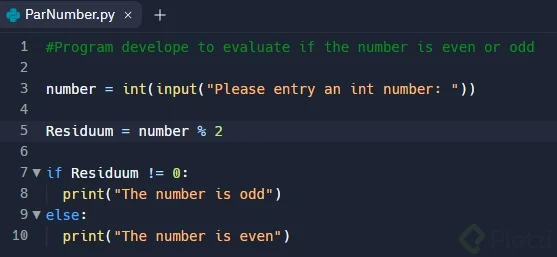 ParNumber.py × +
1 #Program develope to evaluate if the number is even or odd
2
3 number = int(input("Please entry an int number: "))
4
5 Residuum = number % 2
6
7 if Residuum != 0:
8 print("The number is odd")
9 else:
10 print("The number is even")
Platzi